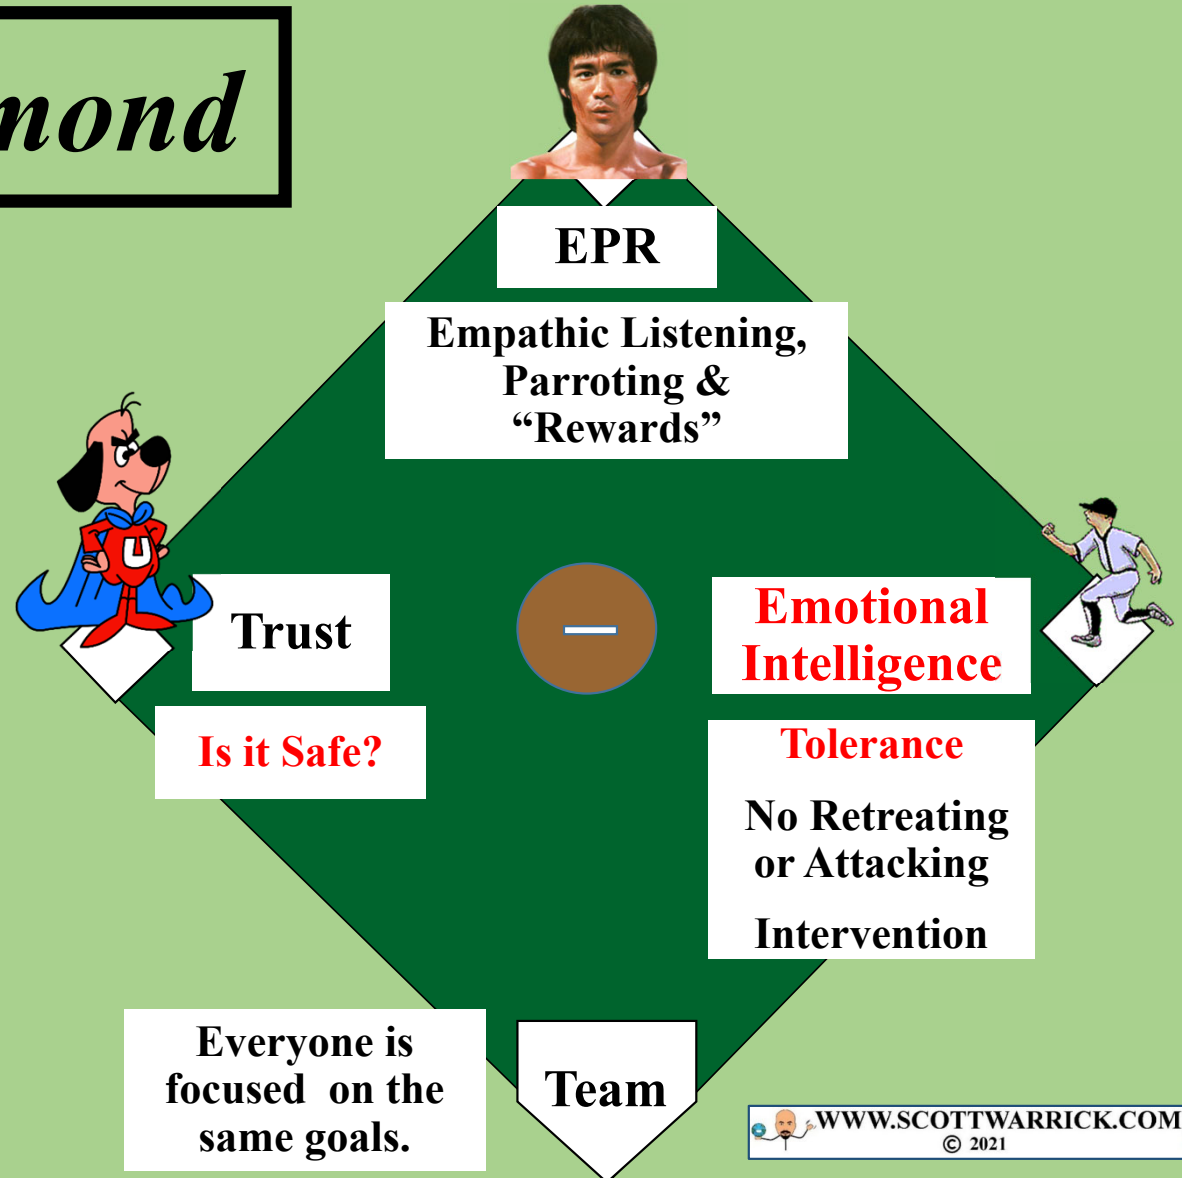 mond
EPR
Empathic Listening,
Parroting &
“Rewards”
U
Trust
Is it Safe?
Emotional
Intelligence
Tolerance
No Retreating
or Attacking
Intervention
Everyone is
focused on the
same goals.
Team
WWW.SCOTTWARRICK.COM
© 2021